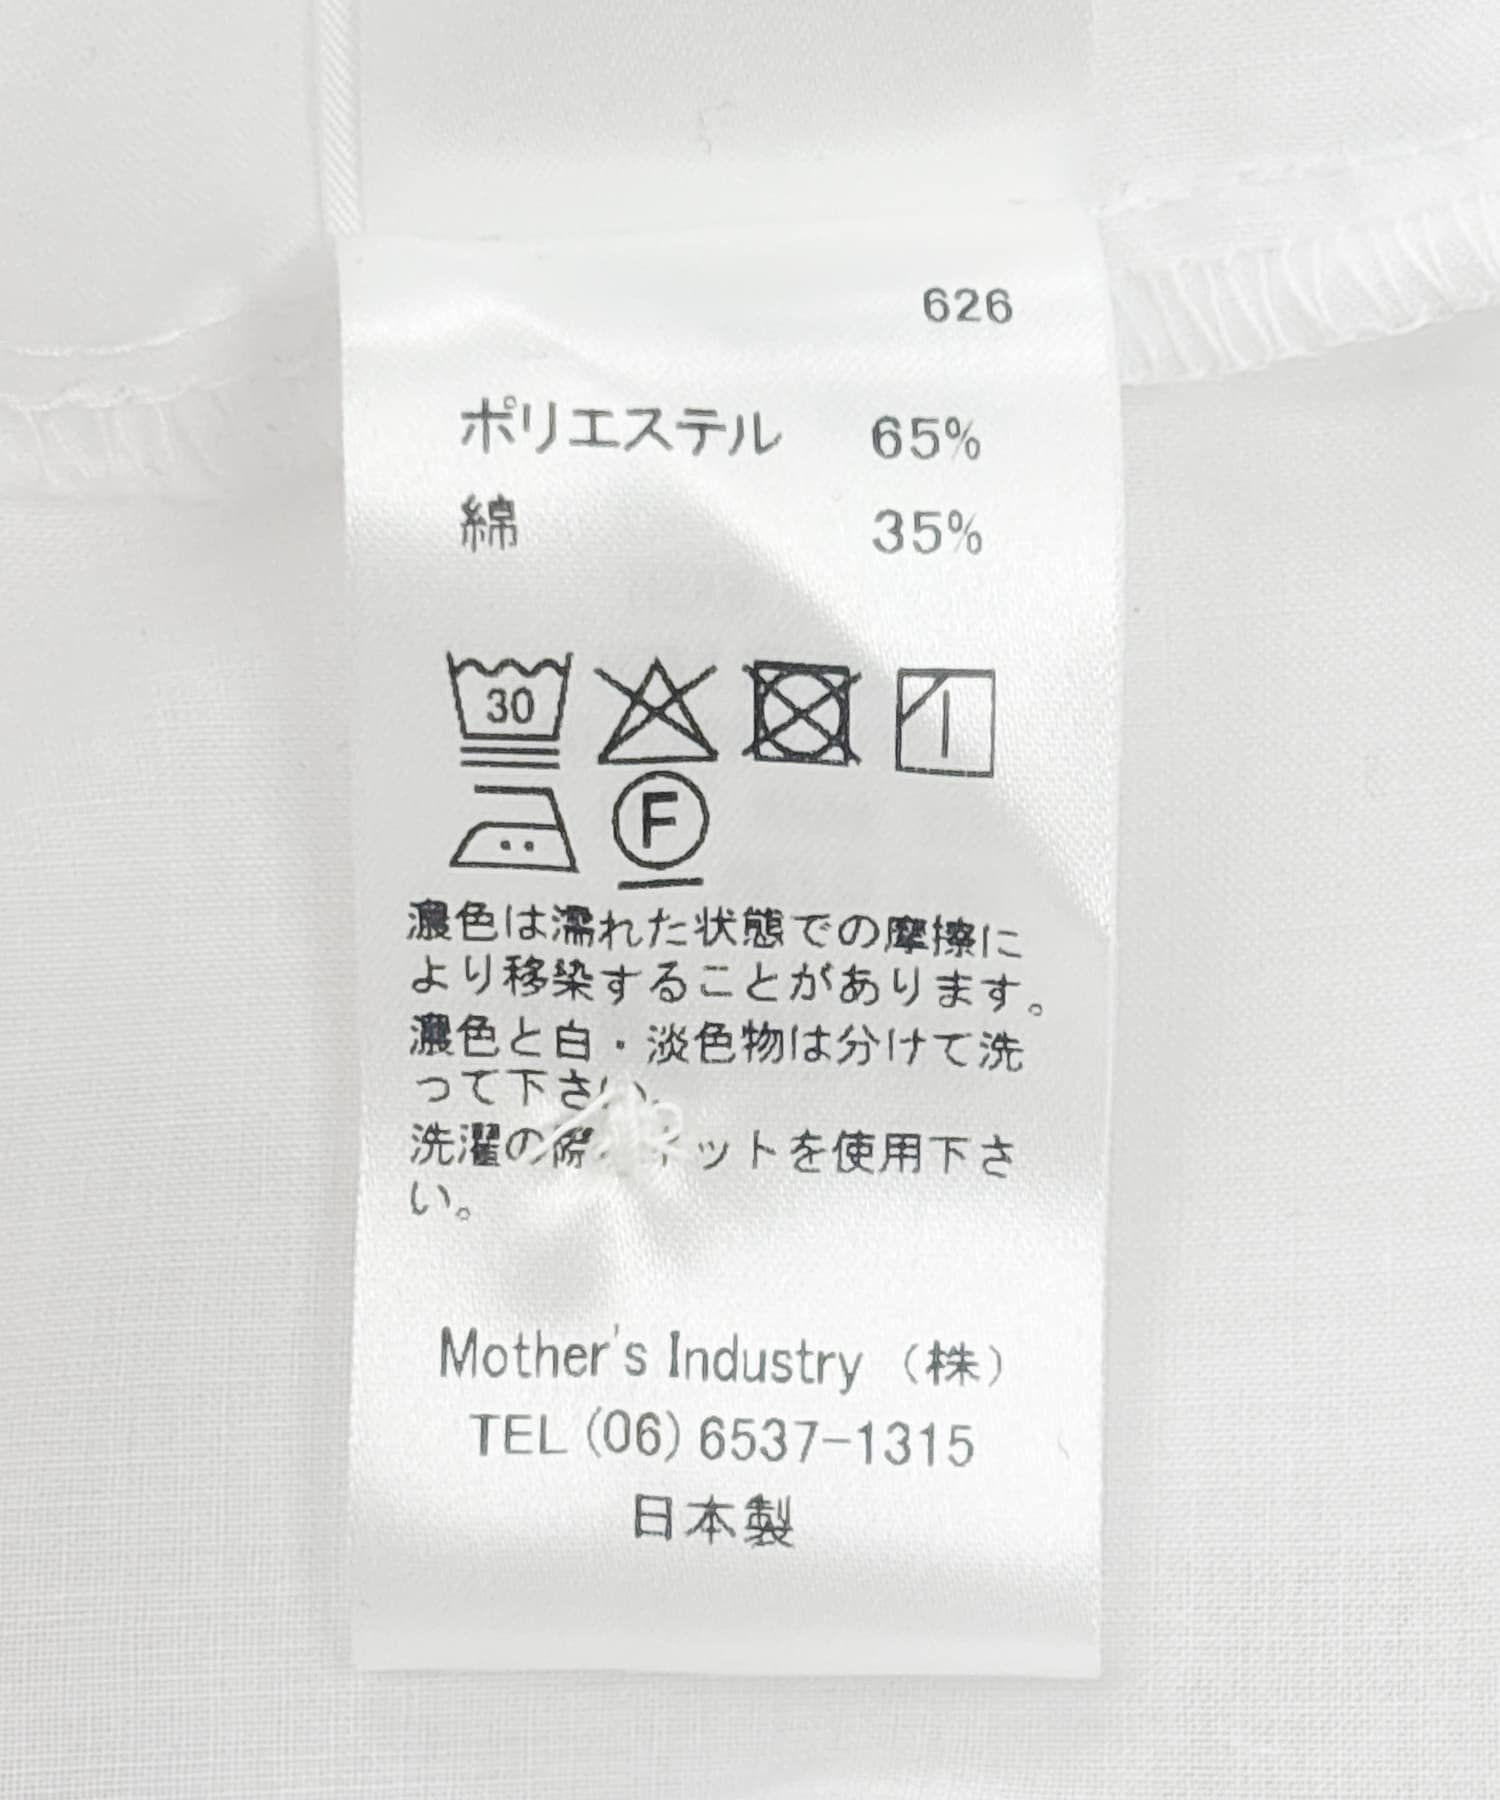 626
ポリエステル 65%
綿 35%
30
F
濃色は濡れた状態での摩擦に
より移染することがあります。
濃色と白・淡色物は分けて洗
って下さい。
洗濯の際 ネットを使用下さ
い。
Mother's Industry (株)
TEL (06) 6537-1315
日本製